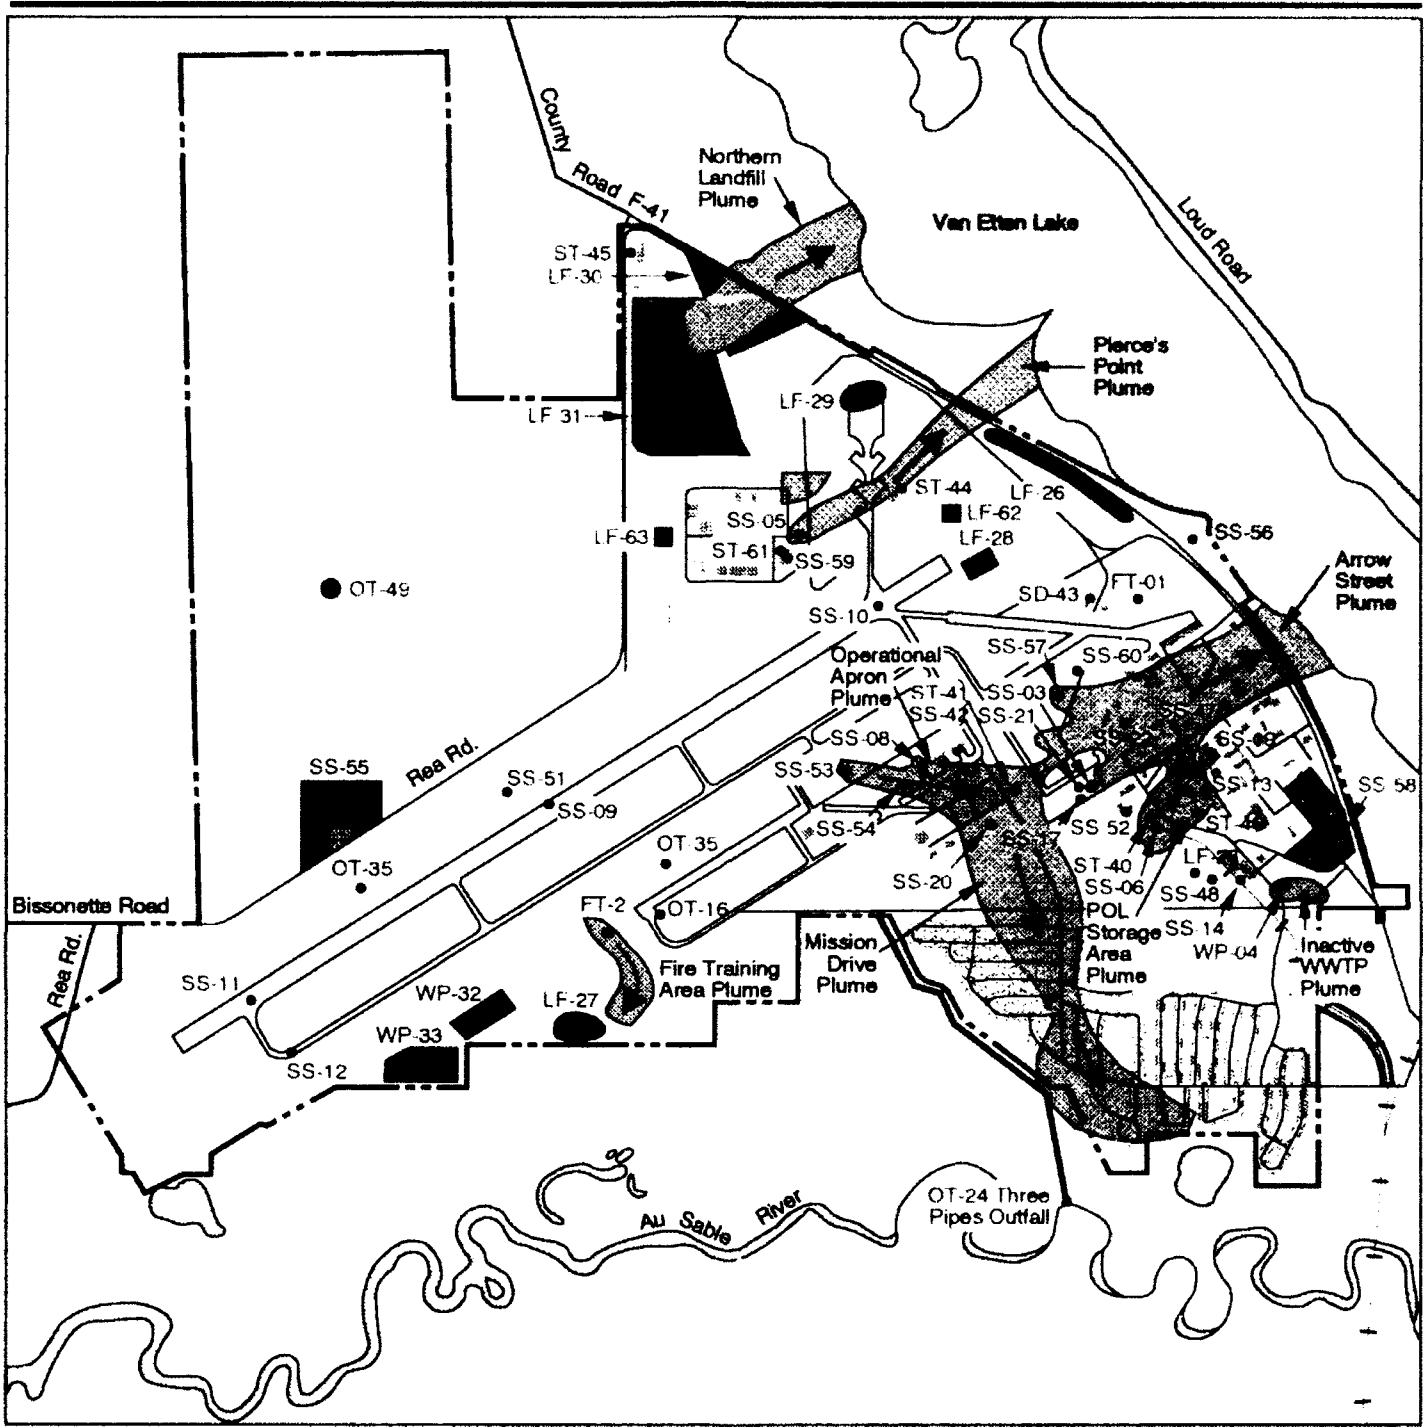 County
Road F-41
Northern
Landfill
Plume
Van Etten Lake
Loud Road
ST-45
LF-30
Pierce's
Point
Plume
LF-31
LF-29
ST-44
LF-26
LF-62
SS-05
LF-63
ST-61
SS-59
LF-28
SS-56
Arrow
Street
Plume
OT-49
SD-43
FT-01
SS-10
SS-57
SS-60
Operational
Apron
Plume
ST-41
SS-03
SS-42
SS-21
SS-08
SS-53
Rea Rd.
SS-55
SS-51
SS-09
SS-13
SS-58
SS-54
SS-52
OT-35
OT-35
ST-40
SS-20
SS-06
SS-48
Bissonette Road
FT-2
OT-16
POL
Storage
Area
Plume
SS-14
WP-04
Mission
Drive
Plume
Inactive
WWTP
Plume
Rea Rd.
Fire Training
Area Plume
SS-11
WP-32
LF-27
WP-33
SS-12
OT-24 Three
Pipes Outfall
Au Sable River